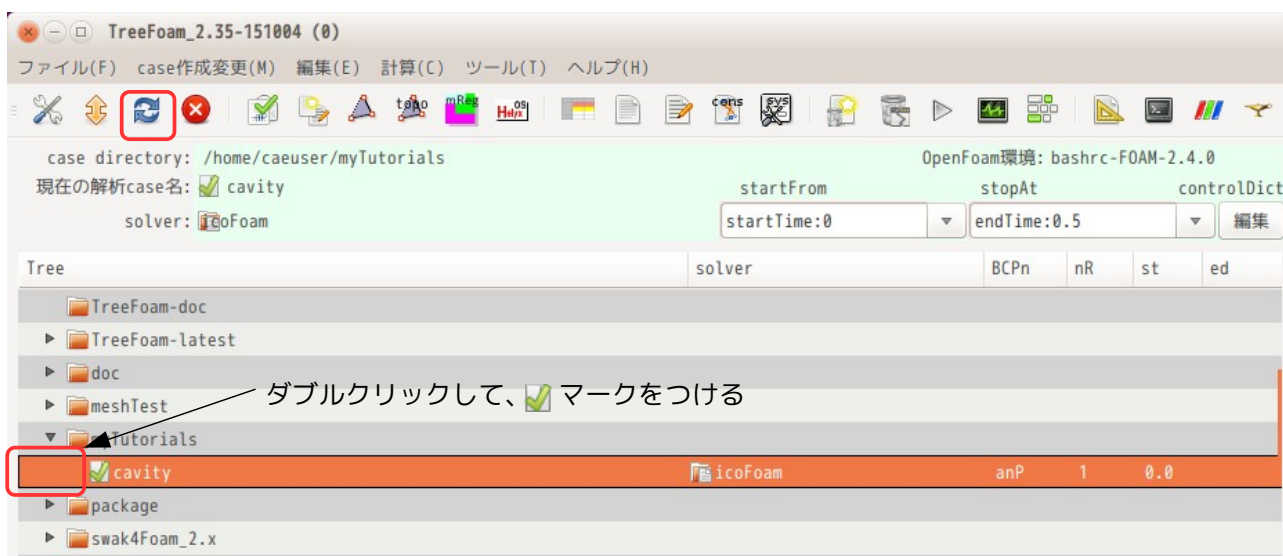 TreeFoam_2.35-151004 (0)
ファイル(F) case作成変更(M) 編集(E) 計算(C) ツール(T) ヘルプ(H)
case directory: /home/caeuser/myTutorials OpenFoam環境: bashrc-FOAM-2.4.0
現在の解析case名: cavity startFrom stopAt controlDict
solver: icoFoam startTime:0 endTime:0.5 編集
Tree solver BCPn nR st ed
TreeFoam-doc
TreeFoam-latest
doc
ダブルクリックして、 マークをつける
meshTest
myTutorials
cavity icoFoam anP 1 0.0
package
swak4Foam_2.x